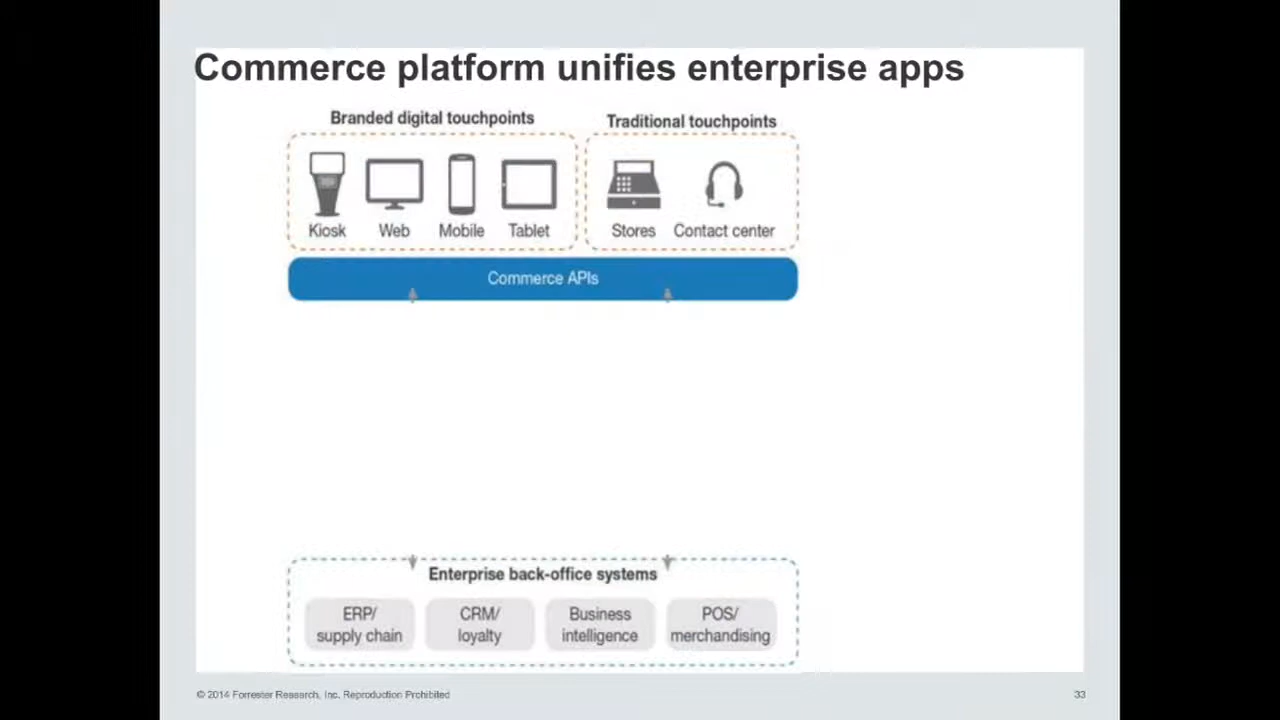 Commerce platform unifies enterprise apps
Branded digital touchpoints
Traditional touchpoints
Kiosk
Web
Mobile
Tablet
Stores
Contact center
Commerce APIs
Enterprise back-office systems
ERP/
supply chain
CRM/
loyalty
Business
intelligence
POS/
merchandising
© 2014 Forrester Research, Inc. Reproduction Prohibited
33